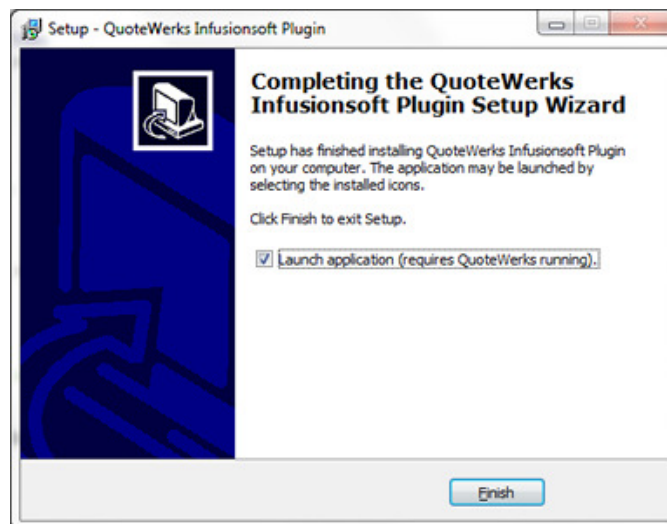 Setup - QuoteWerks Infusionsoft Plugin
Completing the QuoteWerks
Infusionsoft Plugin Setup Wizard
Setup has finished installing QuoteWerks Infusionsoft Plugin
on your computer. The application may be launched by
selecting the installed icons.
Click Finish to exit Setup.
Launch application (requires QuoteWerks running).
Finish